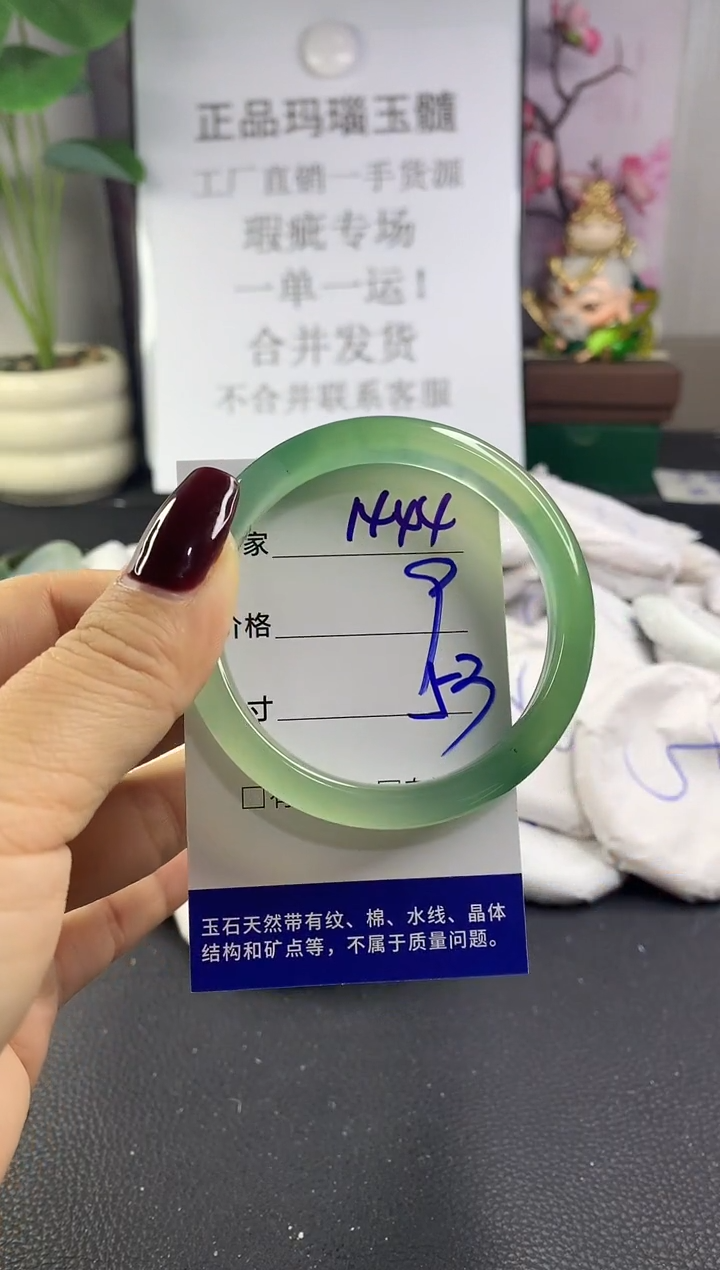 正品玛瑙玉髓
工厂直销一手货源
瑕疵专场
一单一运！
合并发货
不合并联系客服
家 1444
价格 9
寸 53
玉石天然带有纹、棉、水线、晶体
结构和矿点等，不属于质量问题。